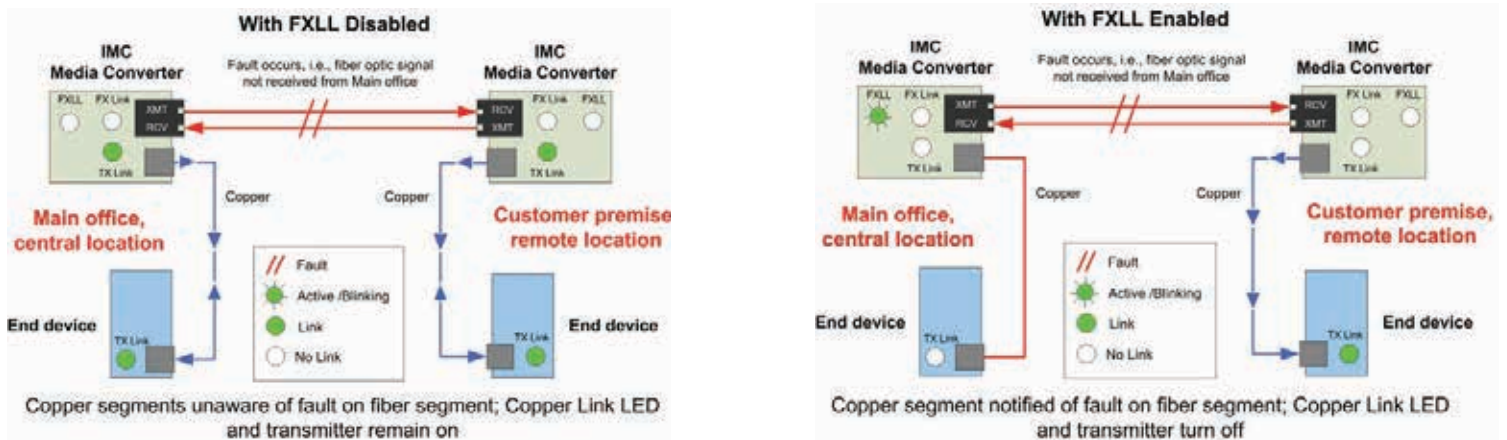 With FXLL Disabled
IMC
Media Converter
Fault occurs, i.e., fiber optic signal
not received from Main office
IMC
Media Converter
FXLL
FX Link
XMT
RCV
TX Link
RCV
XMT
FX Link
FXLL
TX Link
Copper
Copper
Main office,
central location
Customer premise,
remote location
Fault
Active /Blinking
Link
No Link
End device
TX Link
End device
TX Link
Copper segments unaware of fault on fiber segment; Copper Link LED
and transmitter remain on
With FXLL Enabled
IMC
Media Converter
Fault occurs, i.e., fiber optic signal
not received from Main office
IMC
Media Converter
FXLL
FX Link
XMT
RCV
TX Link
RCV
XMT
FX Link
FXLL
TX Link
Copper
Copper
Main office,
central location
Customer premise,
remote location
Fault
Active /Blinking
Link
No Link
End device
TX Link
End device
TX Link
Copper segment notified of fault on fiber segment; Copper Link LED
and transmitter turn off